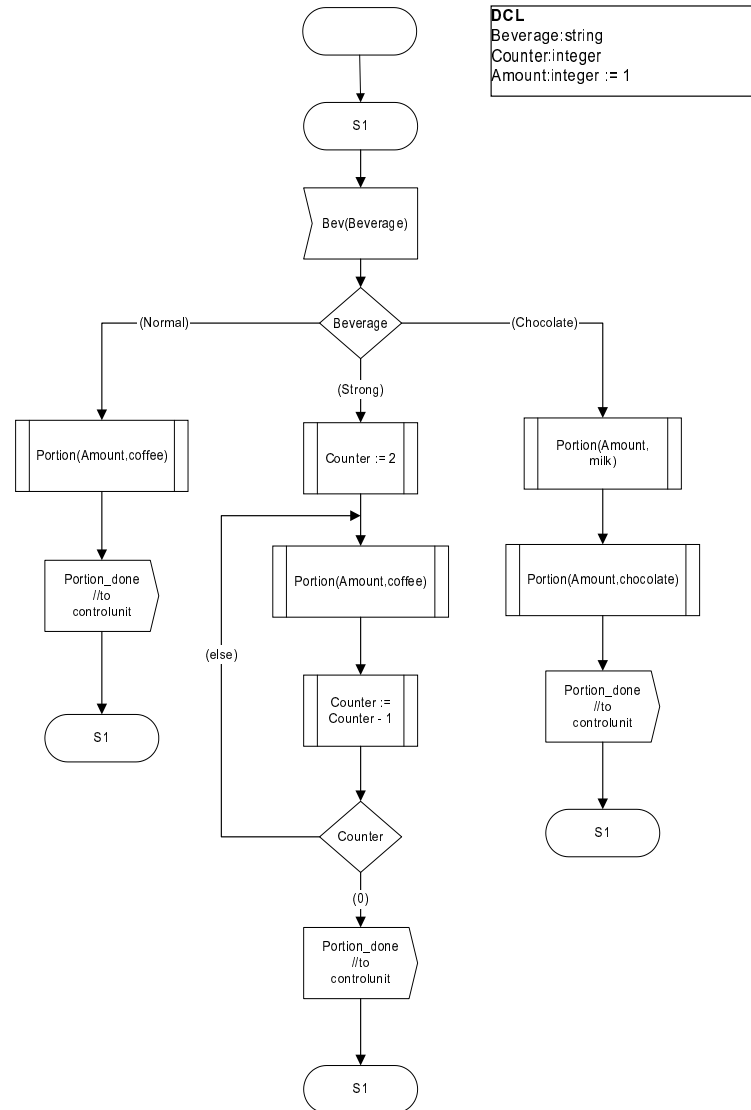 DCL
Beverage:string
Counter:integer
Amount:integer := 1
S1
Bev(Beverage)
Beverage
(Normal)
(Chocolate)
(Strong)
Portion(Amount,coffee)
Counter := 2
Portion(Amount,
milk)
Portion_done
//to
controlunit
Portion(Amount,coffee)
Portion(Amount,chocolate)
(else)
S1
Counter :=
Counter - 1
Portion_done
//to
controlunit
Counter
S1
(0)
Portion_done
//to
controlunit
S1